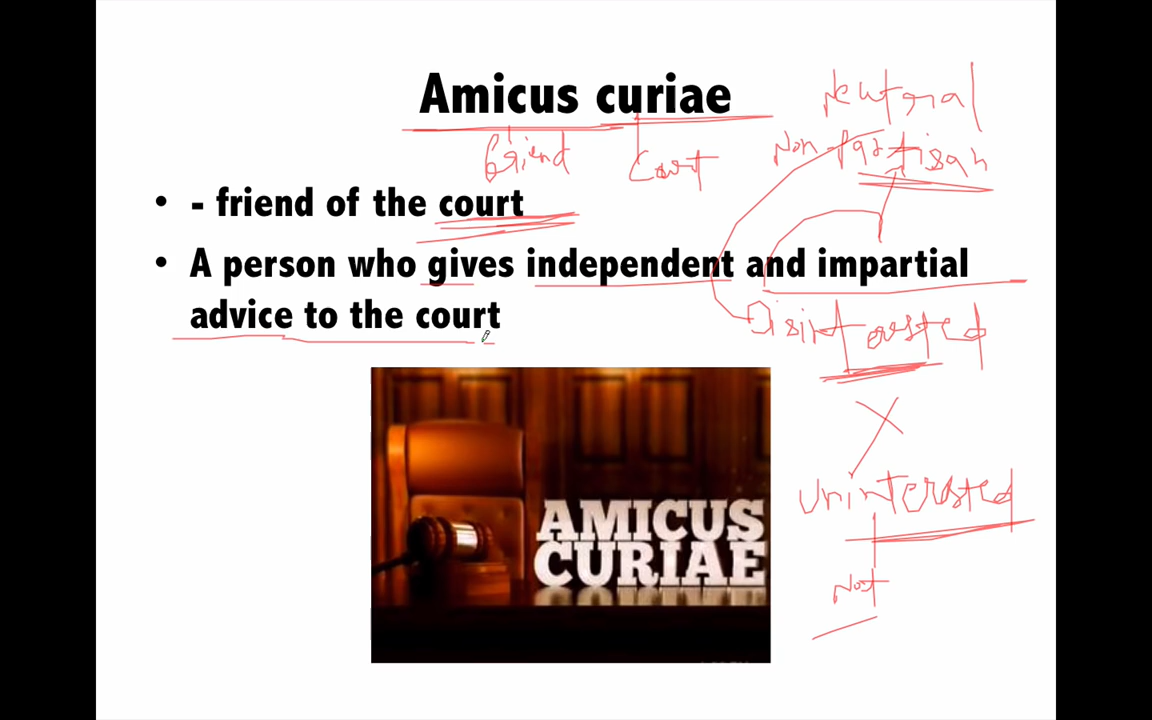 Amicus curiae
Neutral
friend
Court
Non-Partisan
• - friend of the court
• A person who gives independent and impartial
advice to the court
Disinterested
X
Uninterested
Not
AMICUS
CURIAE